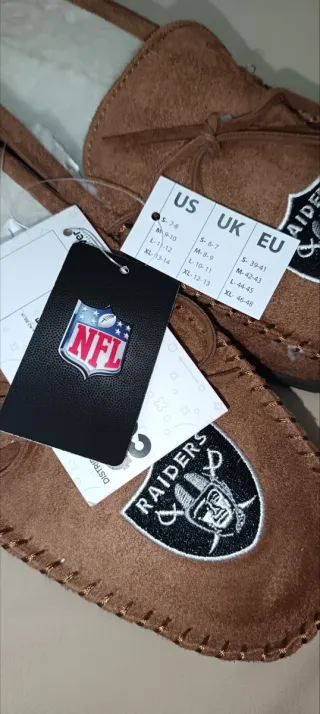 US
S- 7-8
M- 9-10
L- 11-12
XL- 13-14
UK
S- 6-7
M- 8-9
L- 10-11
XL- 12-13
EU
S- 39-41
M- 42-43
L- 44-45
XL- 46-48
NFL
RAIDERS
RAIDERS